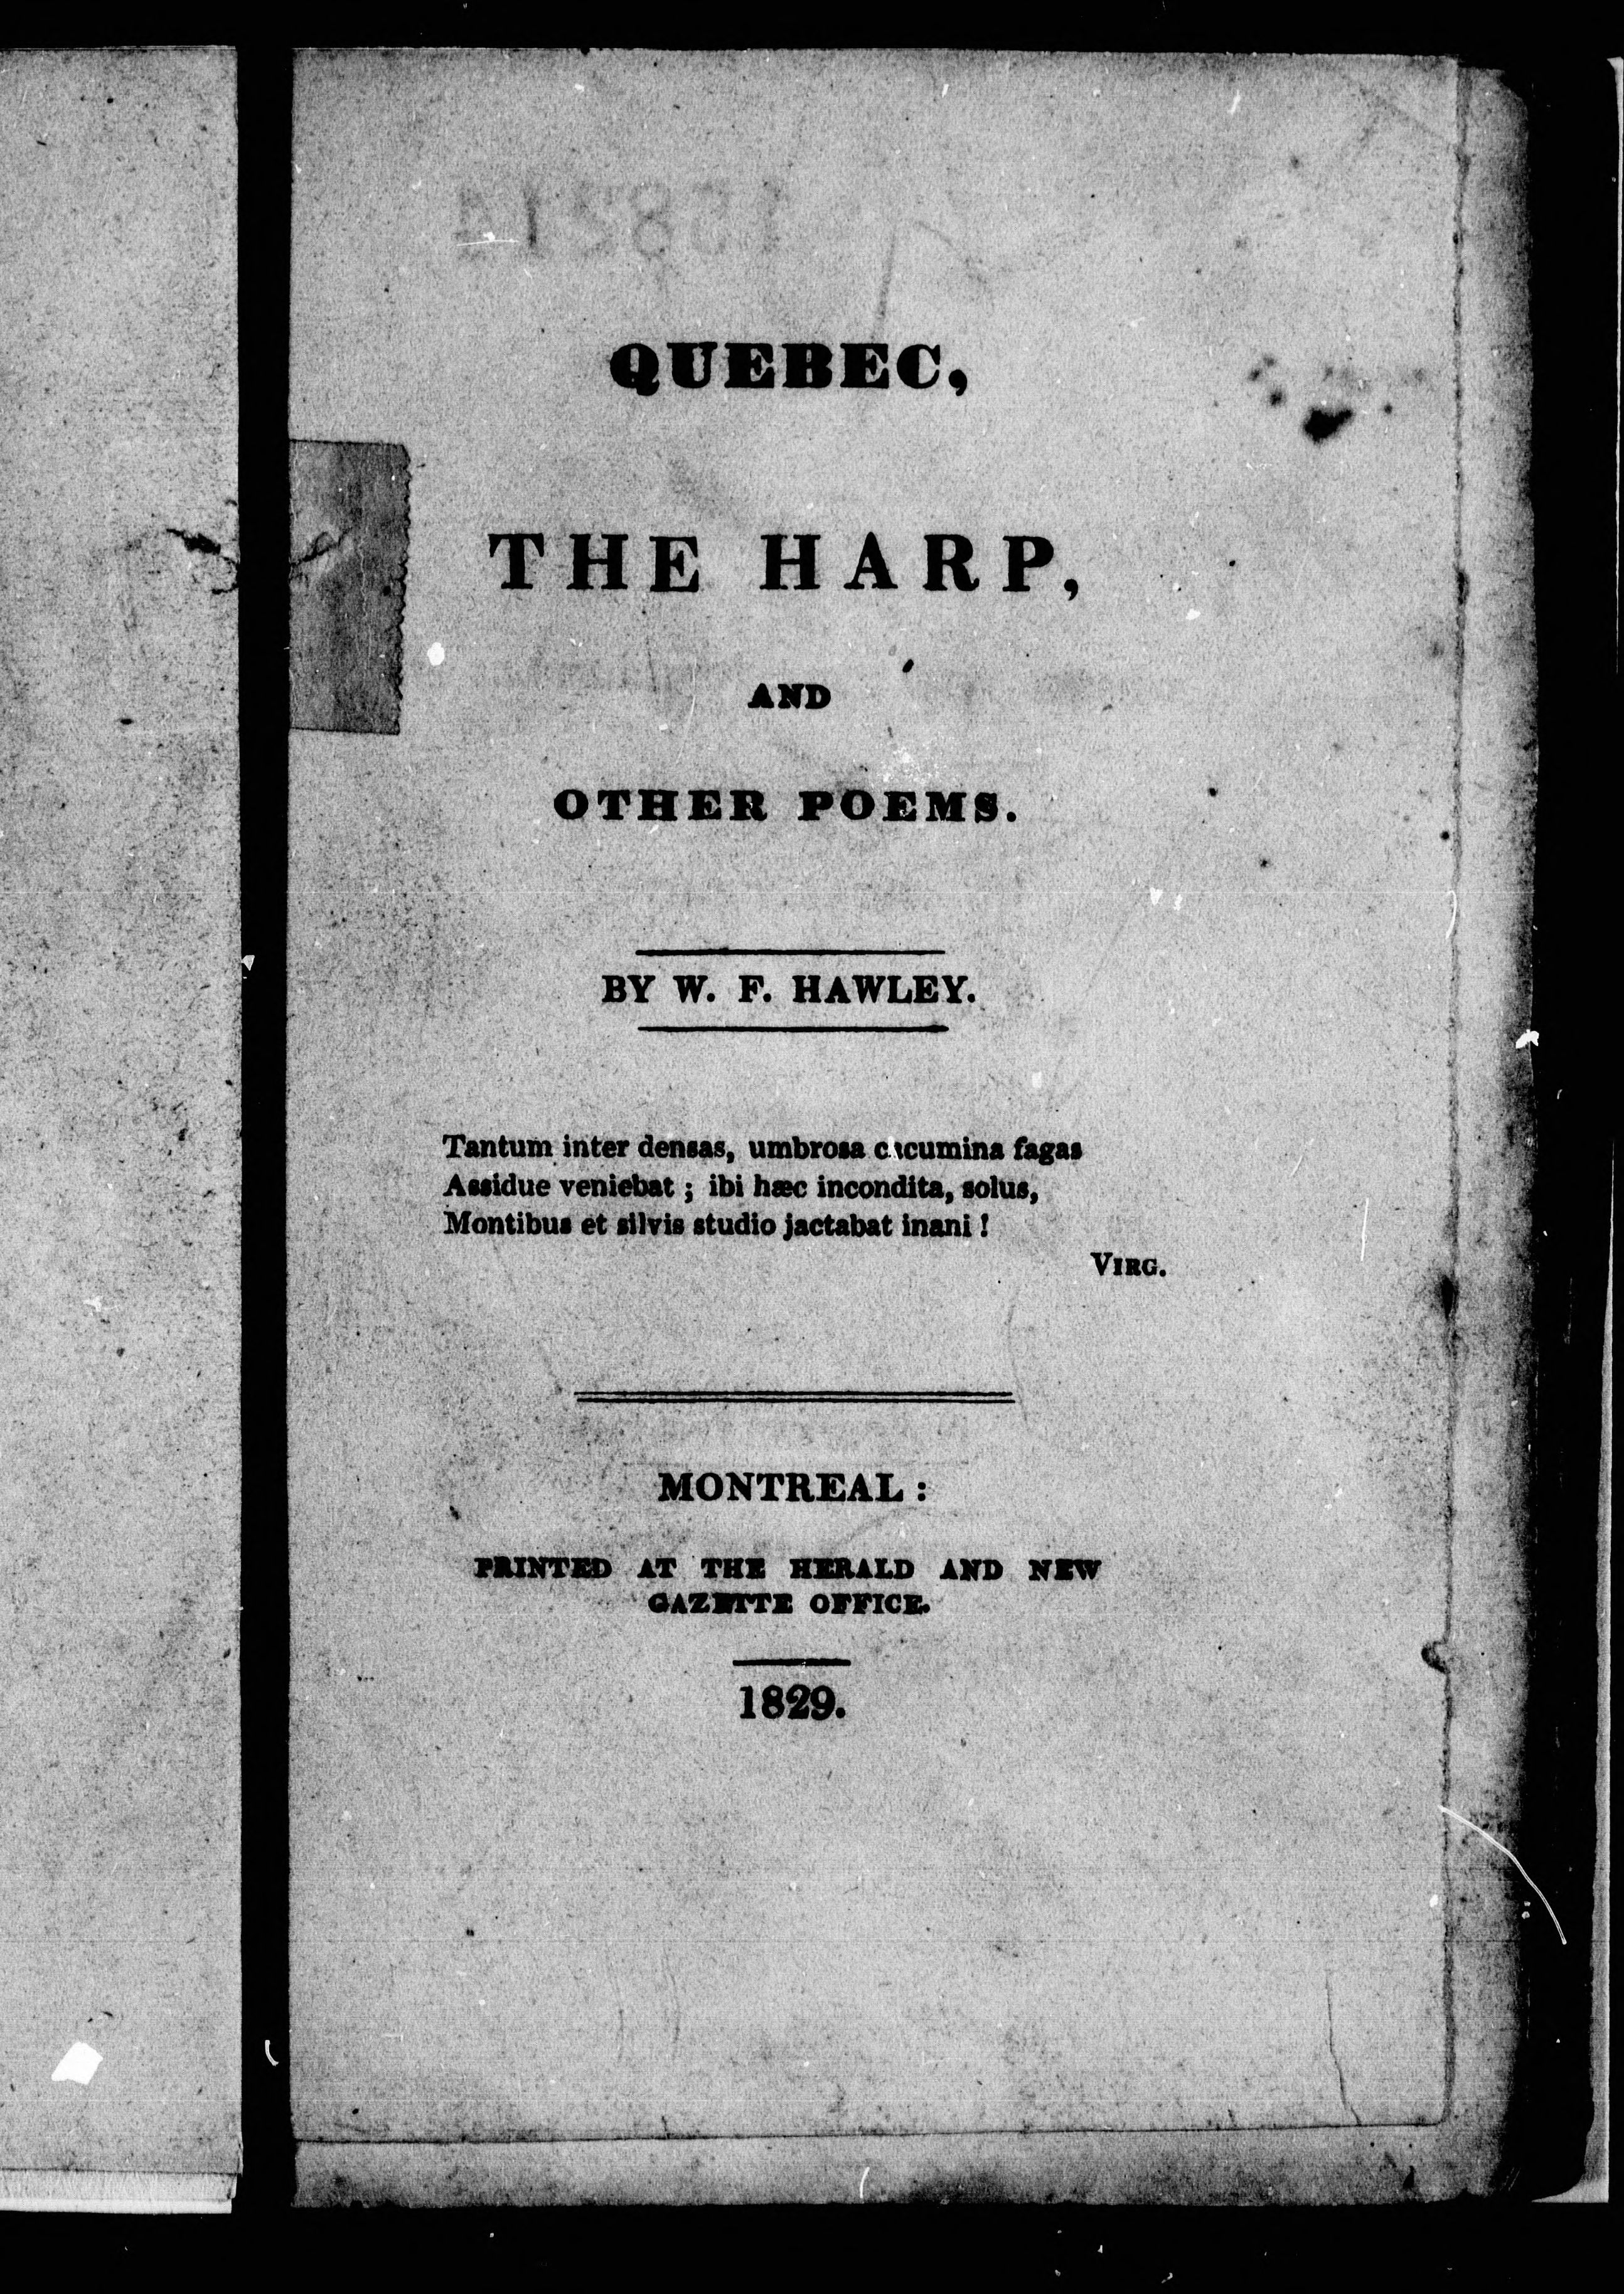 QUEBEC,
THE HARP,
AND
OTHER POEMS.
BY W. F. HAWLEY.
Tantum inter densas, umbrosa cacumina fagas
Assidue veniebat ; ibi hæc incondita, solus,
Montibus et silvis studio jactabat inani !
VIRG.
MONTREAL :
PRINTED AT THE HERALD AND NEW
GAZETTE OFFICE.
1829.